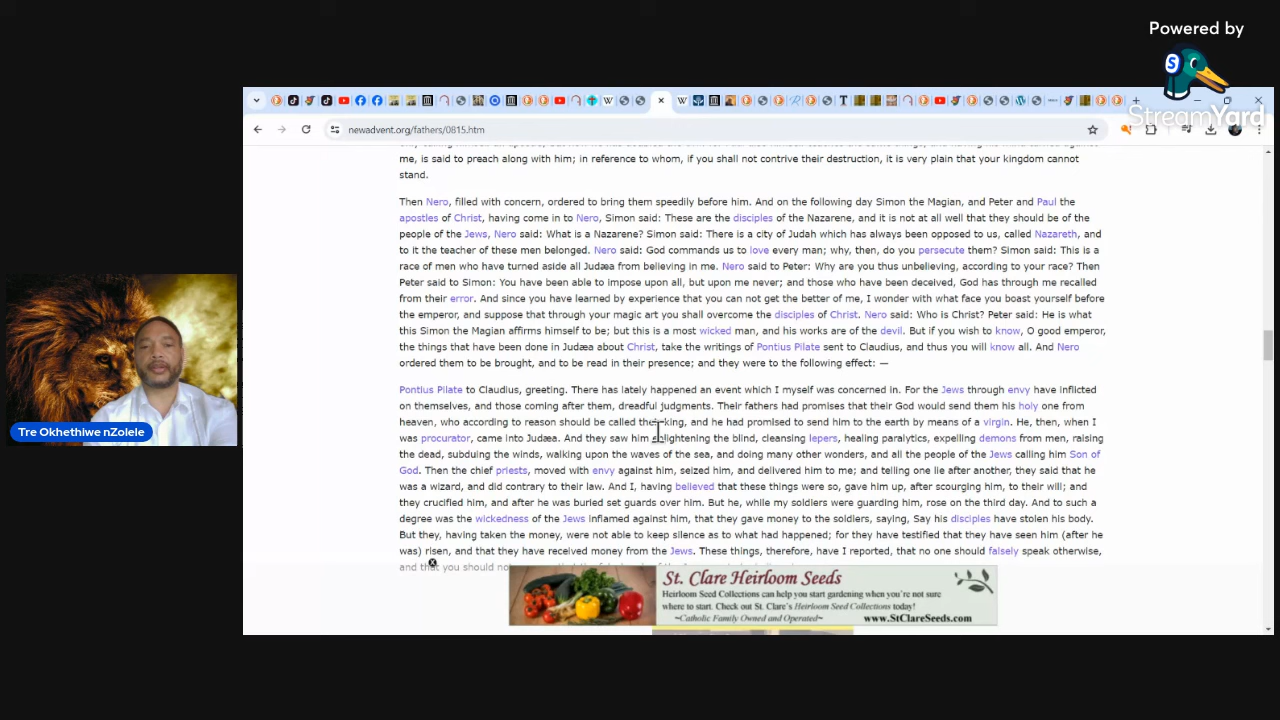 Powered by
StreamYard
newadvent.org/fathers/0815.htm
me, is said to preach along with him; in reference to whom, if you shall not contrive their destruction, it is very plain that your kingdom cannot
stand.
Then Nero, filled with concern, ordered to bring them speedily before him. And on the following day Simon the Magian, and Peter and Paul the
apostles of Christ, having come in to Nero, Simon said: These are the disciples of the Nazarene, and it is not at all well that they should be of the
people of the Jews, Nero said: What is a Nazarene? Simon said: There is a city of Judah which has always been opposed to us, called Nazareth, and
to it the teacher of these men belonged. Nero said: God commands us to love every man; why, then, do you persecute them? Simon said: This is a
race of men who have turned aside all Judæa from believing in me. Nero said to Peter: Why are you thus unbelieving, according to your race? Then
Peter said to Simon: You have been able to impose upon all, but upon me never; and those who have been deceived, God has through me recalled
from their error. And since you have learned by experience that you can not get the better of me, I wonder with what face you boast yourself before
the emperor, and suppose that through your magic art you shall overcome the disciples of Christ. Nero said: Who is Christ? Peter said: He is what
this Simon the Magian affirms himself to be; but this is a most wicked man, and his works are of the devil. But if you wish to know, O good emperor,
the things that have been done in Judæa about Christ, take the writings of Pontius Pilate sent to Claudius, and thus you will know all. And Nero
ordered them to be brought, and to be read in their presence; and they were to the following effect: —
Pontius Pilate to Claudius, greeting. There has lately happened an event which I myself was concerned in. For the Jews through envy have inflicted
on themselves, and those coming after them, dreadful judgments. Their fathers had promises that their God would send them his holy one from
heaven, who according to reason should be called their king, and he had promised to send him to the earth by means of a virgin. He, then, when I
was procurator, came into Judæa. And they saw him enlightening the blind, cleansing lepers, healing paralytics, expelling demons from men, raising
the dead, subduing the winds, walking upon the waves of the sea, and doing many other wonders, and all the people of the Jews calling him Son of
God. Then the chief priests, moved with envy against him, seized him, and delivered him to me; and telling one lie after another, they said that he
was a wizard, and did contrary to their law. And I, having believed that these things were so, gave him up, after scourging him, to their will; and
they crucified him, and after he was buried set guards over him. But he, while my soldiers were guarding him, rose on the third day. And to such a
degree was the wickedness of the Jews inflamed against him, that they gave money to the soldiers, saying, Say his disciples have stolen his body.
But they, having taken the money, were not able to keep silence as to what had happened; for they have testified that they have seen him (after he
was) risen, and that they have received money from the Jews. These things, therefore, have I reported, that no one should falsely speak otherwise,
and that you should not
St. Clare Heirloom Seeds
Heirloom Seed Collections can help you start gardening when you're not sure
where to start. Check out St. Clare's Heirloom Seed Collections today!
~Catholic Family Owned and Operated~ www.StClareSeeds.com
Tre Okhethiwe nZolele